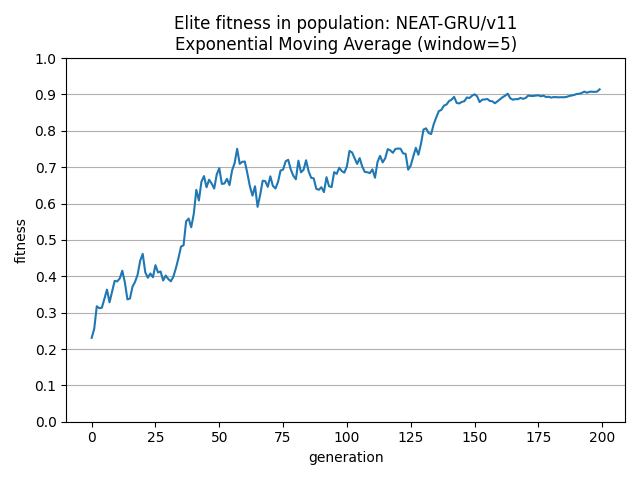 Elite fitness in population: NEAT-GRU/v11
Exponential Moving Average (window=5)
1.0
0.9
0.8
0.7
0.6
0.5
0.4
0.3
0.2
0.1
0.0
fitness
0 25 50 75 100 125 150 175 200
generation